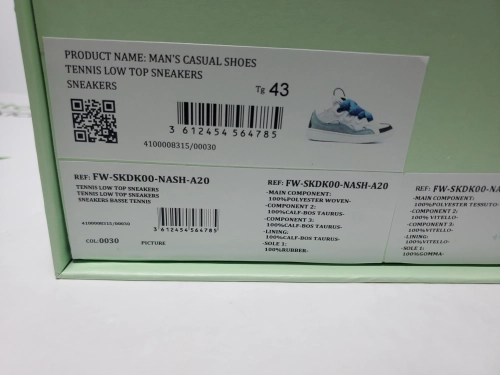 PRODUCT NAME: MAN'S CASUAL SHOES
TENNIS LOW TOP SNEAKERS
SNEAKERS
Tg 43
3 612454 564785
410000B315/00030
REF: FW-SKDK00-NASH-A20
TENNIS LOW TOP SNEAKERS
TENNIS LOW TOP SNEAKERS
SNEAKERS BASSE TENNIS
410000B315/00030
3 612454 564785
COL: 0030
PICTURE
REF: FW-SKDK00-NASH-A20
-MAIN COMPONENT:
100%POLYESTER WOVEN-
-COMPONENT 2:
100%CALF-BOS TAURUS-
-COMPONENT 3:
100%CALF-BOS TAURUS-
-LINING:
100%CALF-BOS TAURUS-
-SOLE 1:
100%RUBBER-
REF: FW-SKDK00-NASH-A20
-MAIN COMPONENT:
100%POLYESTER TESSUTO-
-COMPONENT 2:
100% VITELLO-
-COMPONENT 3:
100%VITELLO-
-LINING:
100%VITELLO-
-SOLE 1:
100%GOMMA-